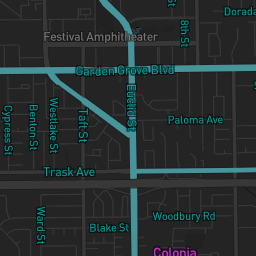 Dorada
8th St
Festival Amphitheater
Garden Grove Blvd
Euclid St
Cypress St
Benton St
Westlake St
Taft St
Paloma Ave
Trask Ave
Ward St
Woodbury Rd
Blake St
Colonia